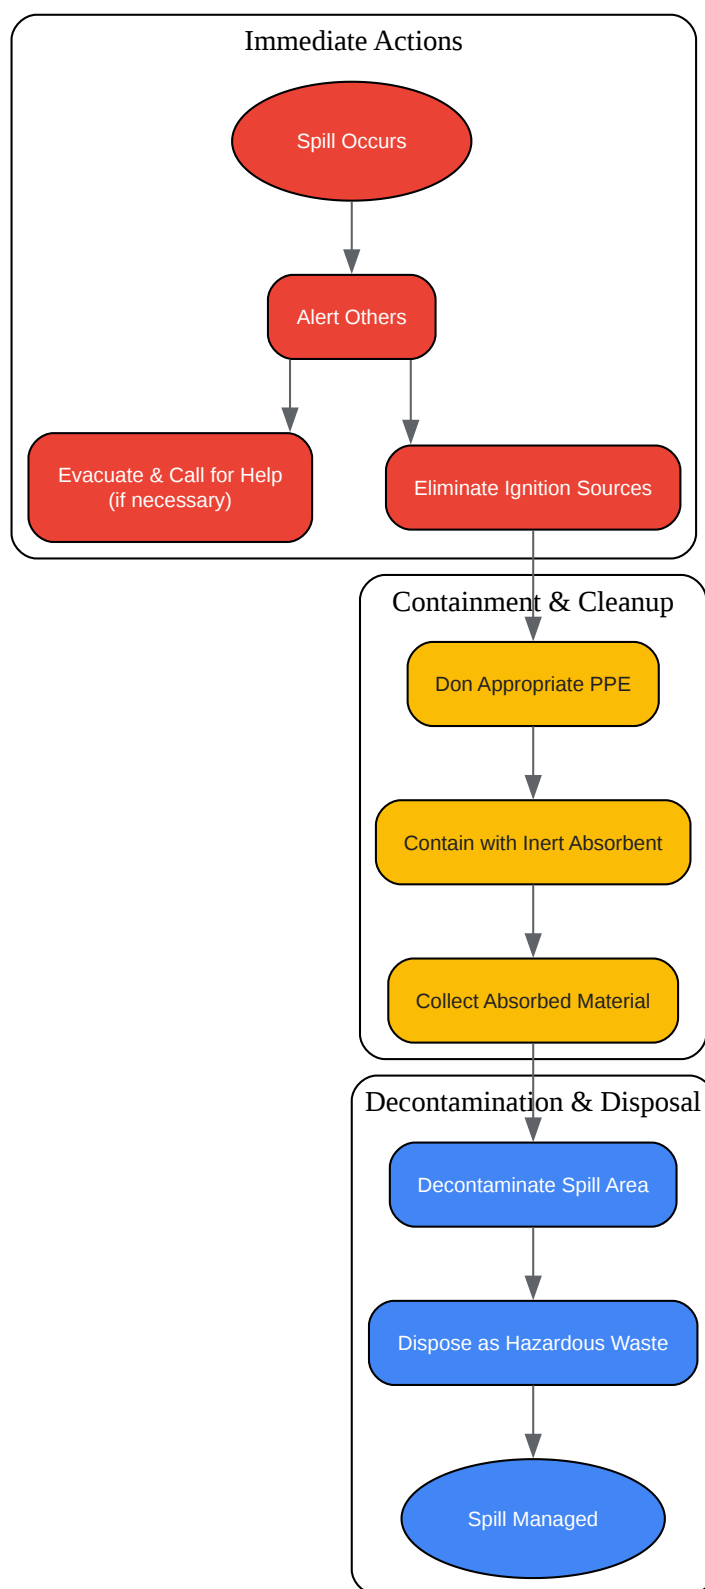 Immediate Actions
Spill Occurs
Alert Others
Evacuate & Call for Help
(if necessary)
Eliminate Ignition Sources
Containment & Cleanup
Don Appropriate PPE
Contain with Inert Absorbent
Collect Absorbed Material
Decontamination & Disposal
Decontaminate Spill Area
Dispose as Hazardous Waste
Spill Managed